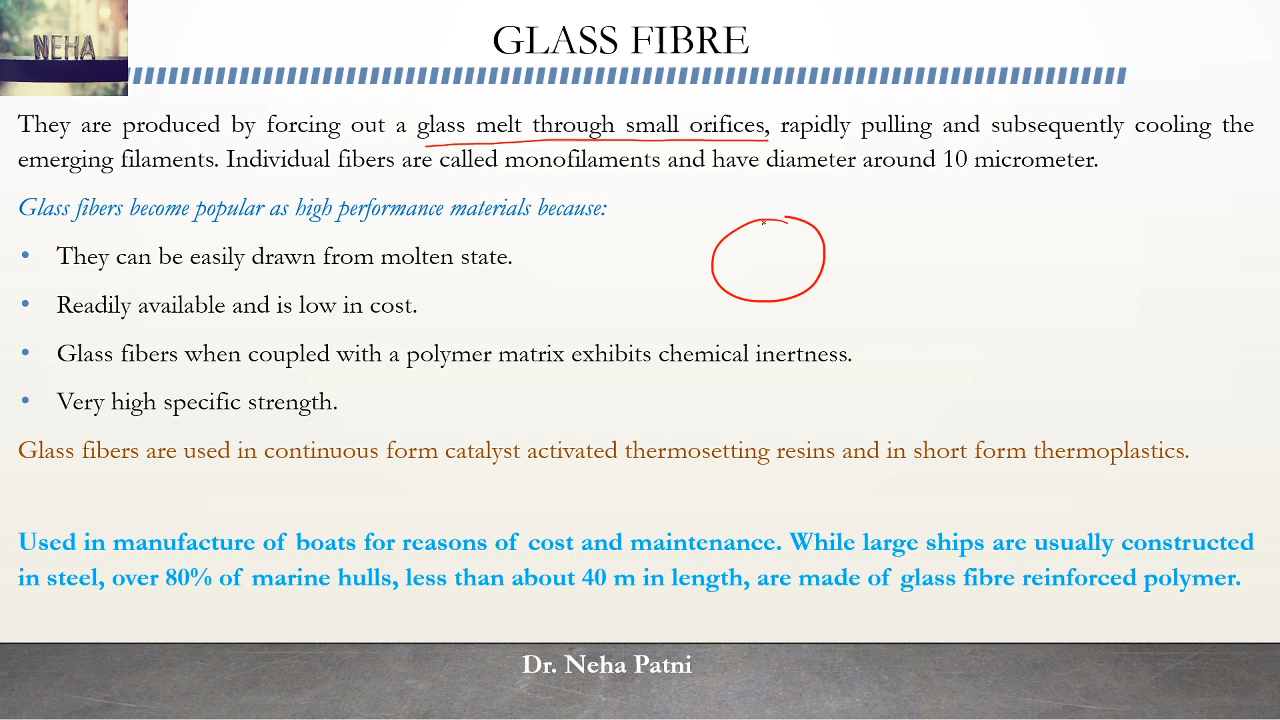 NEHA
GLASS FIBRE
They are produced by forcing out a glass melt through small orifices, rapidly pulling and subsequently cooling the
emerging filaments. Individual fibers are called monofilaments and have diameter around 10 micrometer.
Glass fibers become popular as high performance materials because:
• They can be easily drawn from molten state.
• Readily available and is low in cost.
• Glass fibers when coupled with a polymer matrix exhibits chemical inertness.
• Very high specific strength.
Glass fibers are used in continuous form catalyst activated thermosetting resins and in short form thermoplastics.
Used in manufacture of boats for reasons of cost and maintenance. While large ships are usually constructed
in steel, over 80% of marine hulls, less than about 40 m in length, are made of glass fibre reinforced polymer.
Dr. Neha Patni